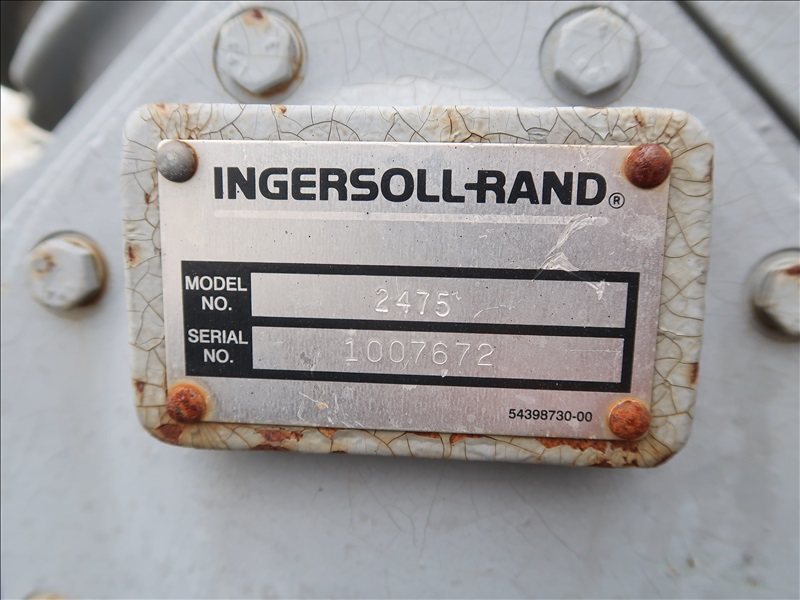 INGERSOLL-RAND®
MODEL NO. 2475
SERIAL NO. 1007672
54398730-00